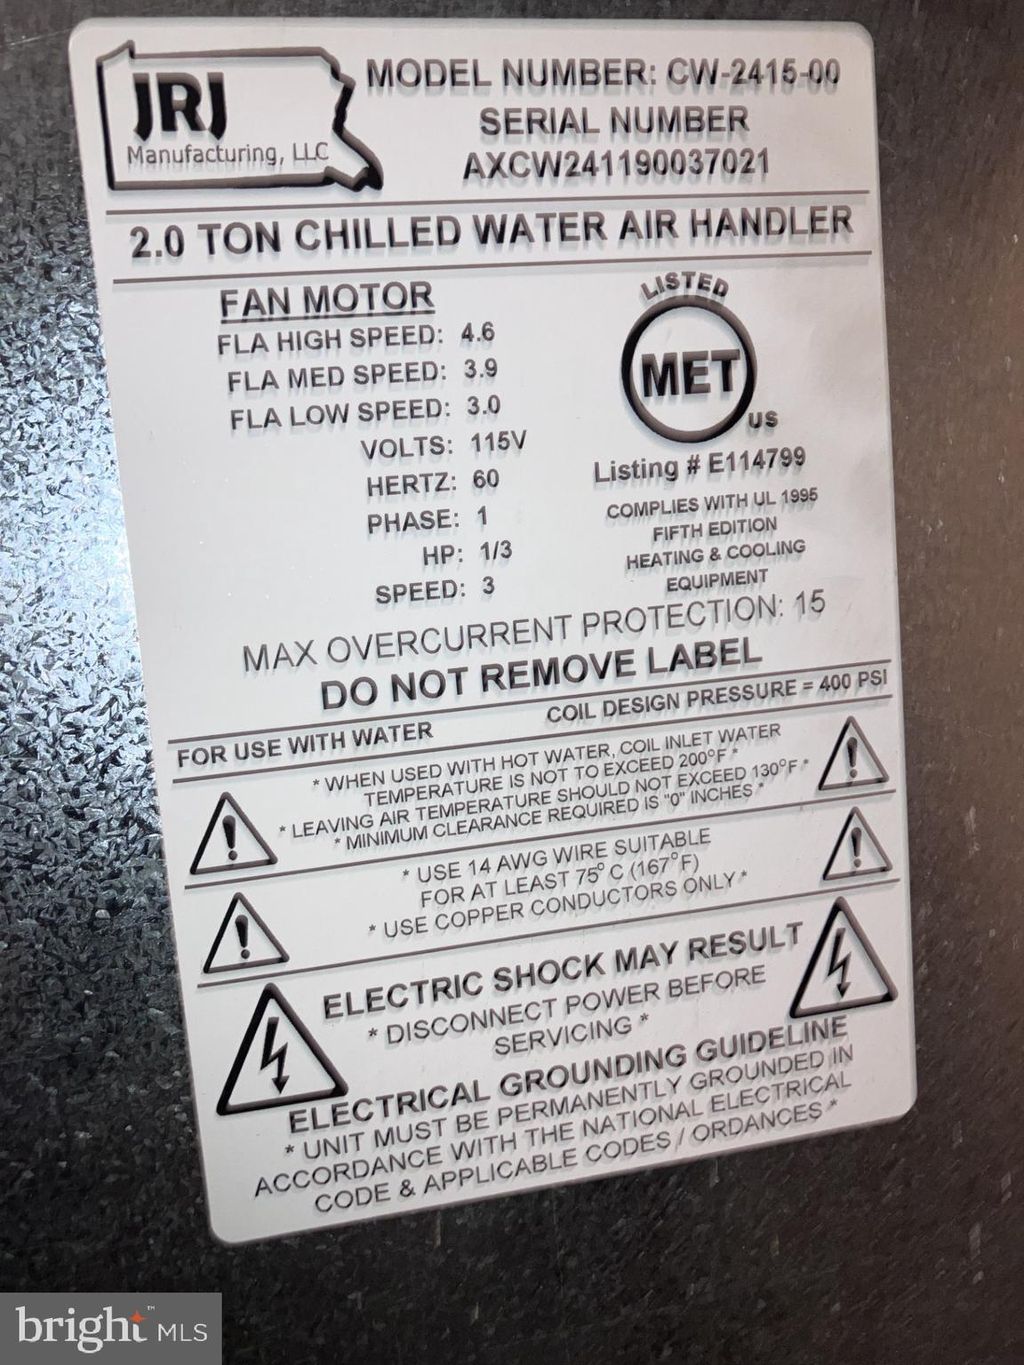 JRJ
Manufacturing, LLC
MODEL NUMBER: CW-2415-00
SERIAL NUMBER
AXCW241190037021
2.0 TON CHILLED WATER AIR HANDLER
FAN MOTOR
FLA HIGH SPEED: 4.6
FLA MED SPEED: 3.9
FLA LOW SPEED: 3.0
VOLTS: 115V
HERTZ: 60
PHASE: 1
HP: 1/3
SPEED: 3
LISTED
MET
US
Listing # E114799
COMPLIES WITH UL 1995
FIFTH EDITION
HEATING & COOLING
EQUIPMENT
MAX OVERCURRENT PROTECTION: 15
DO NOT REMOVE LABEL
FOR USE WITH WATER
COIL DESIGN PRESSURE = 400 PSI
* WHEN USED WITH HOT WATER, COIL INLET WATER
TEMPERATURE IS NOT TO EXCEED 200°F *
* LEAVING AIR TEMPERATURE SHOULD NOT EXCEED 130°F *
* MINIMUM CLEARANCE REQUIRED IS "0" INCHES *
* USE 14 AWG WIRE SUITABLE
FOR AT LEAST 75°C (167°F)
* USE COPPER CONDUCTORS ONLY *
ELECTRIC SHOCK MAY RESULT
* DISCONNECT POWER BEFORE
SERVICING *
ELECTRICAL GROUNDING GUIDELINE
* UNIT MUST BE PERMANENTLY GROUNDED IN
ACCORDANCE WITH THE NATIONAL ELECTRICAL
CODE & APPLICABLE CODES / ORDANCES *
bright™ MLS